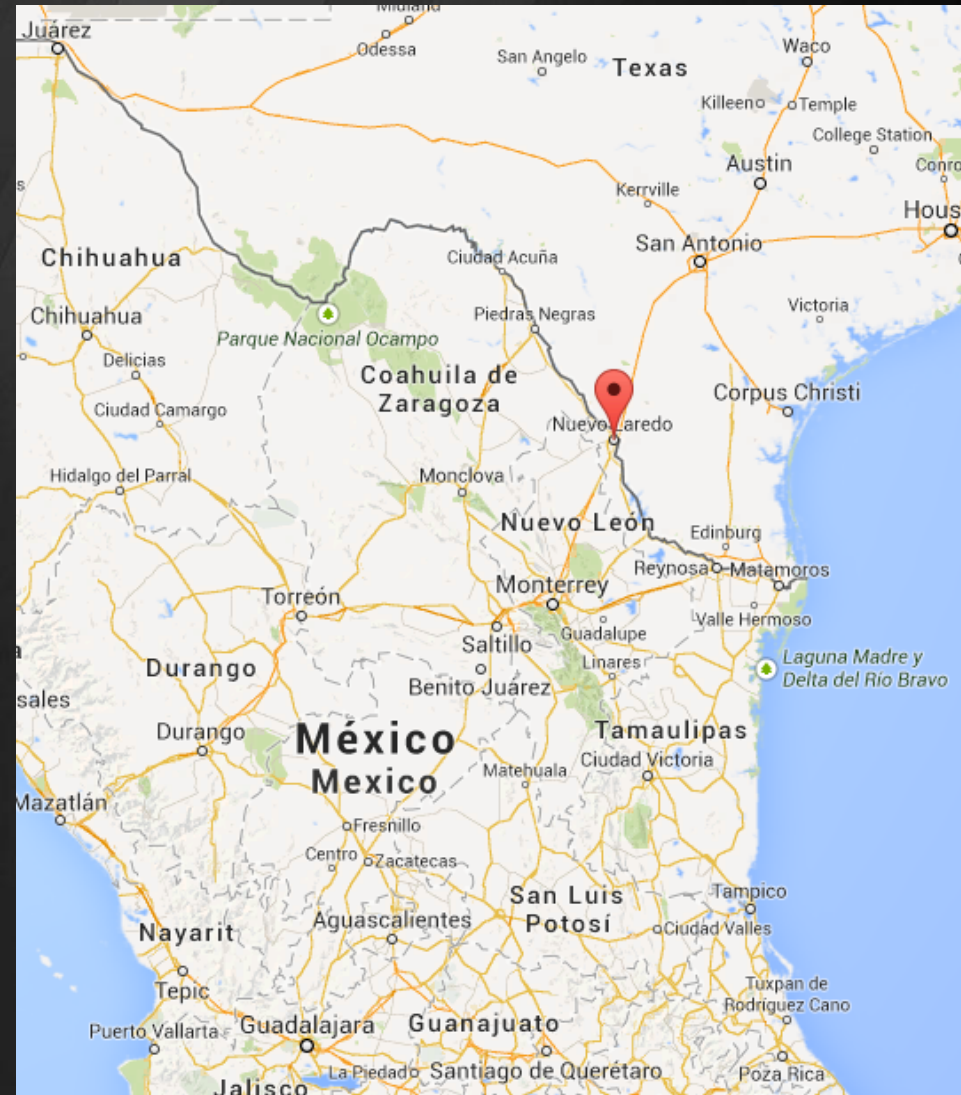 Juárez
Midland
Odessa
San Angelo
Texas
Waco
Killeen
Temple
College Station
Austin
Conro
Kerrville
Hous
San Antonio
Chihuahua
Ciudad Acuña
Victoria
Chihuahua
Piedras Negras
Parque Nacional Ocampo
Delicias
Coahuila de
Zaragoza
Corpus Christi
Ciudad Camargo
Nuevo Laredo
Hidalgo del Parral
Monclova
Nuevo León
Edinburg
Reynosa
Matamoros
Monterrey
Torreón
Valle Hermoso
Guadalupe
Saltillo
Linares
Laguna Madre y
Delta del Río Bravo
Durango
Benito Juárez
sales
Durango
México
Mexico
Tamaulipas
Ciudad Victoria
Matehuala
Mazatlán
Fresnillo
Centro
Zacatecas
San Luis
Potosí
Tampico
Aguascalientes
Ciudad Valles
Nayarit
Tepic
Tuxpan de
Rodríguez Cano
Puerto Vallarta
Guadalajara
Guanajuato
La Piedad
Santiago de Querétaro
Poza Rica
Jalisco